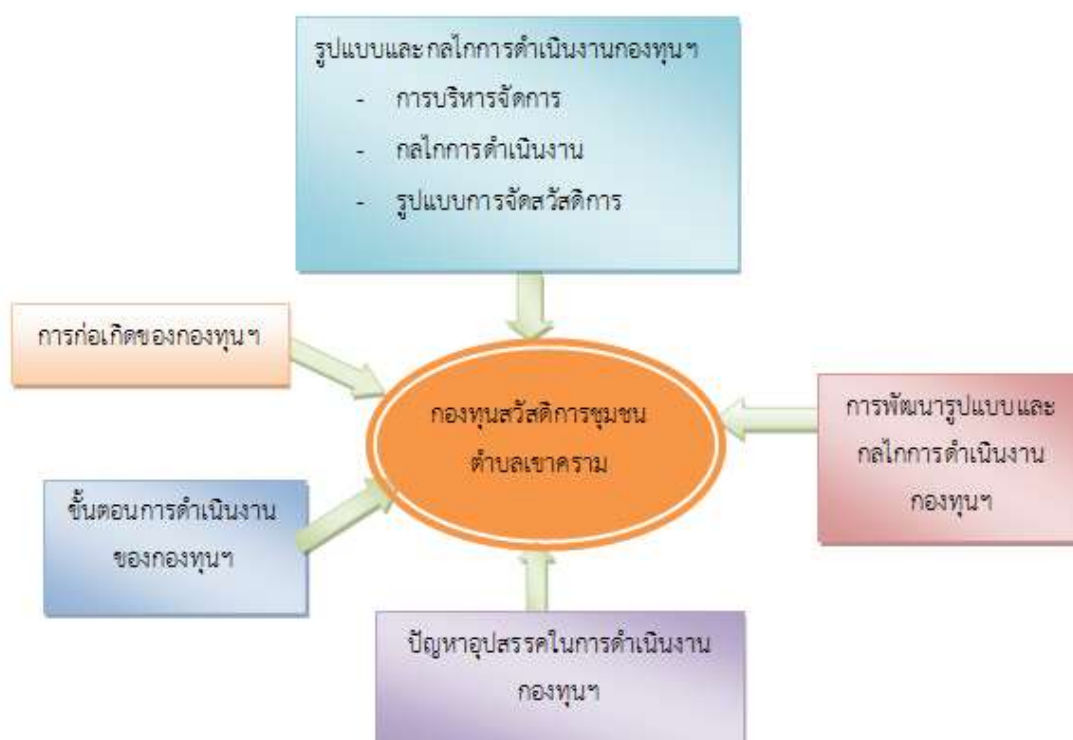 รูปแบบและกลไกการดำเนินงานกองทุนฯ
- การบริหารจัดการ
- กลไกการดำเนินงาน
- รูปแบบการจัดสวัสดิการ
การก่อเกิดของกองทุนฯ
กองทุนสวัสดิการชุมชน
ตำบลเขาคราม
การพัฒนารูปแบบและ
กลไกการดำเนินงาน
กองทุนฯ
ขั้นตอนการดำเนินงาน
ของกองทุนฯ
ปัญหาอุปสรรคในการดำเนินงาน
กองทุนฯ